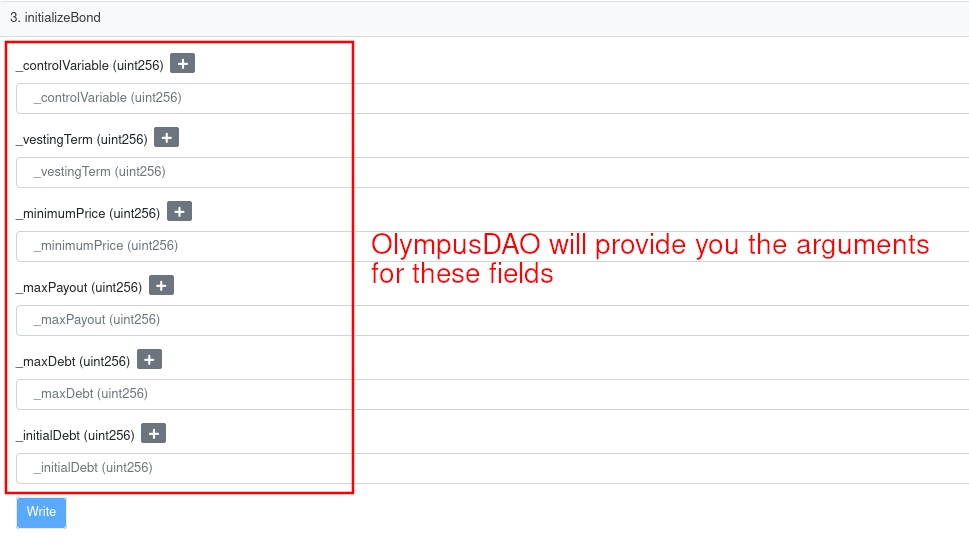 3. initializeBond
_controlVariable (uint256) +
_controlVariable (uint256)
_vestingTerm (uint256) +
_vestingTerm (uint256)
_minimumPrice (uint256) +
_minimumPrice (uint256)
OlympusDAO will provide you the arguments
for these fields
_maxPayout (uint256) +
_maxPayout (uint256)
_maxDebt (uint256) +
_maxDebt (uint256)
_initialDebt (uint256) +
_initialDebt (uint256)
Write